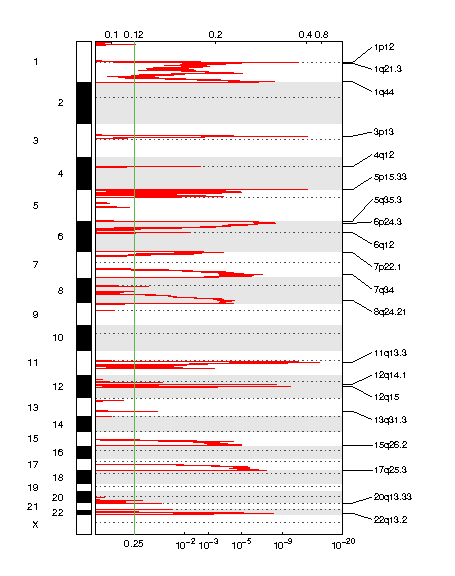 0.1 0.12 0.2 0.4 0.8
1p12
1
1q21.3
1q44
2
3p13
3
4q12
4
5p15.33
5q35.3
5
6p24.3
6
6q12
7
7p22.1
7q34
8
8q24.21
9
10
11q13.3
11
12q14.1
12
12q15
13
13q31.3
14
15
15q26.2
16
17
17q25.3
18
19
20
20q13.33
21
22
22q13.2
X
0.25 10⁻² 10⁻³ 10⁻⁵ 10⁻⁹ 10⁻²⁰